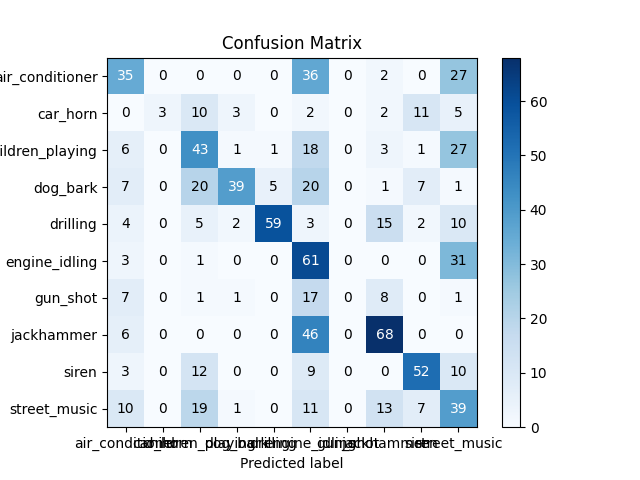 Confusion Matrix
air_conditioner 35 0 0 0 0 36 0 2 0 27
car_horn 0 3 10 3 0 2 0 2 11 5
ildren_playing 6 0 43 1 1 18 0 3 1 27
dog_bark 7 0 20 39 5 20 0 1 7 1
drilling 4 0 5 2 59 3 0 15 2 10
engine_idling 3 0 1 0 0 61 0 0 0 31
gun_shot 7 0 1 1 0 17 0 8 0 1
jackhammer 6 0 0 0 0 46 0 68 0 0
siren 3 0 12 0 0 9 0 0 52 10
street_music 10 0 19 1 0 11 0 13 7 39
60
50
40
30
20
10
0
street_music
Predicted label